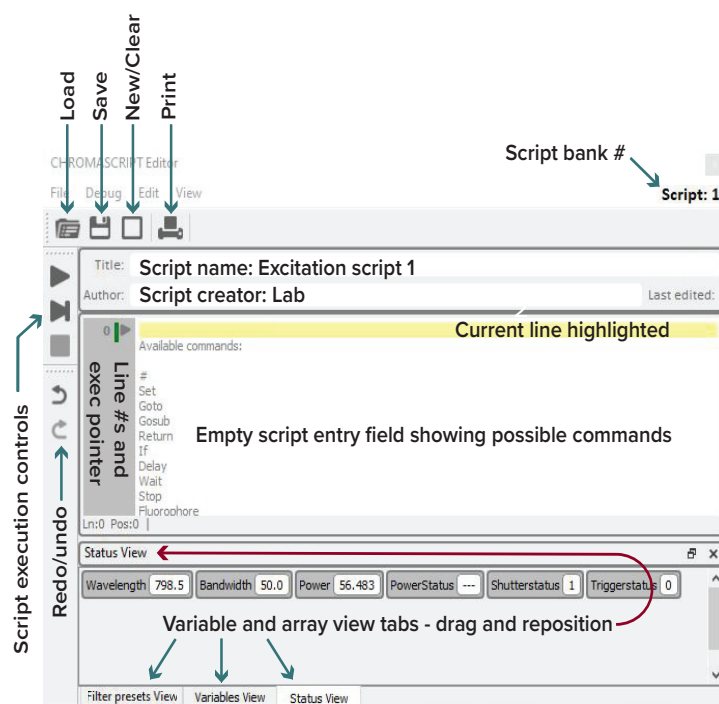 Load
Save
New/Clear
Print
Script bank #
CHROMASCRIPT Editor
File Debug Edit View
Script: 1
Title: Script name: Excitation script 1
Author: Script creator: Lab Last edited:
0
Current line highlighted
Available commands:
#
Set
Goto
Gosub
Return
If
Delay
Wait
Stop
Fluorophore
Line #s and
exec pointer
Empty script entry field showing possible commands
Ln:0 Pos:0
Script execution controls
Redo/undo
Status View
Wavelength 798.5 Bandwidth 50.0 Power 56.483 PowerStatus --- Shutterstatus 1 Triggerstatus 0
Variable and array view tabs - drag and reposition
Filter presets View Variables View Status View